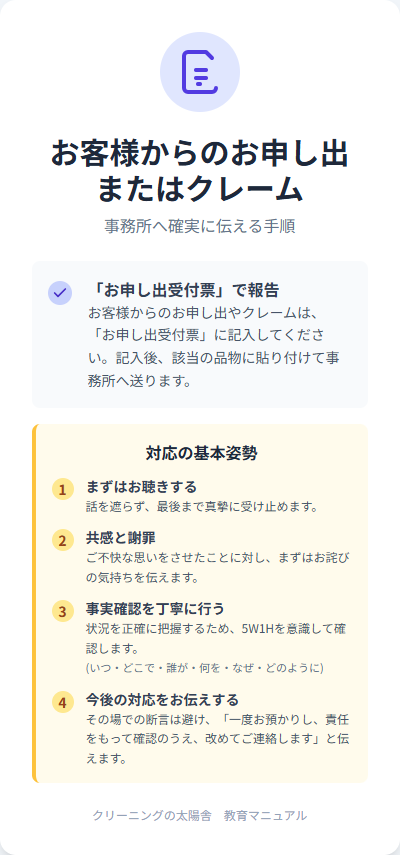 お客様からのお申し出
またはクレーム
事務所へ確実に伝える手順
「お申し出受付票」で報告
お客様からのお申し出やクレームは、
「お申し出受付票」に記入してくださ
い。記入後、該当の品物に貼り付けて事
務所へ送ります。
対応の基本姿勢
1 まずはお聴きする
話を遮らず、最後まで真摯に受け止めます。
2 共感と謝罪
ご不快な思いをさせたことに対し、まずはお詫び
の気持ちを伝えます。
3 事実確認を丁寧に行う
状況を正確に把握するため、5W1Hを意識して確
認します。
(いつ・どこで・誰が・何を・なぜ・どのように)
4 今後の対応をお伝えする
その場での断言は避け、「一度お預かりし、責任
をもって確認のうえ、改めてご連絡します」と伝
えます。
クリーニングの太陽舎　教育マニュアル